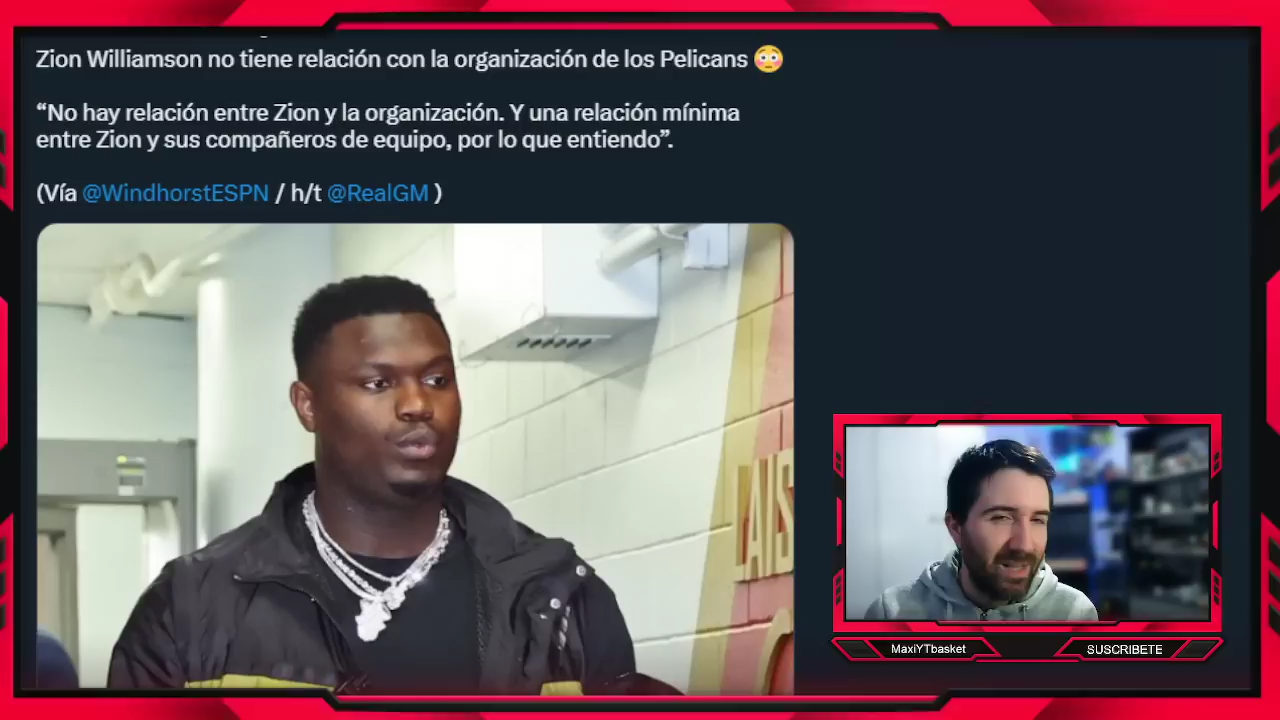 Zion Williamson no tiene relación con la organización de los Pelicans 😳
“No hay relación entre Zion y la organización. Y una relación mínima
entre Zion y sus compañeros de equipo, por lo que entiendo”.
(Vía @WindhorstESPN / h/t @RealGM )
MaxiYTbasket
SUSCRIBETE